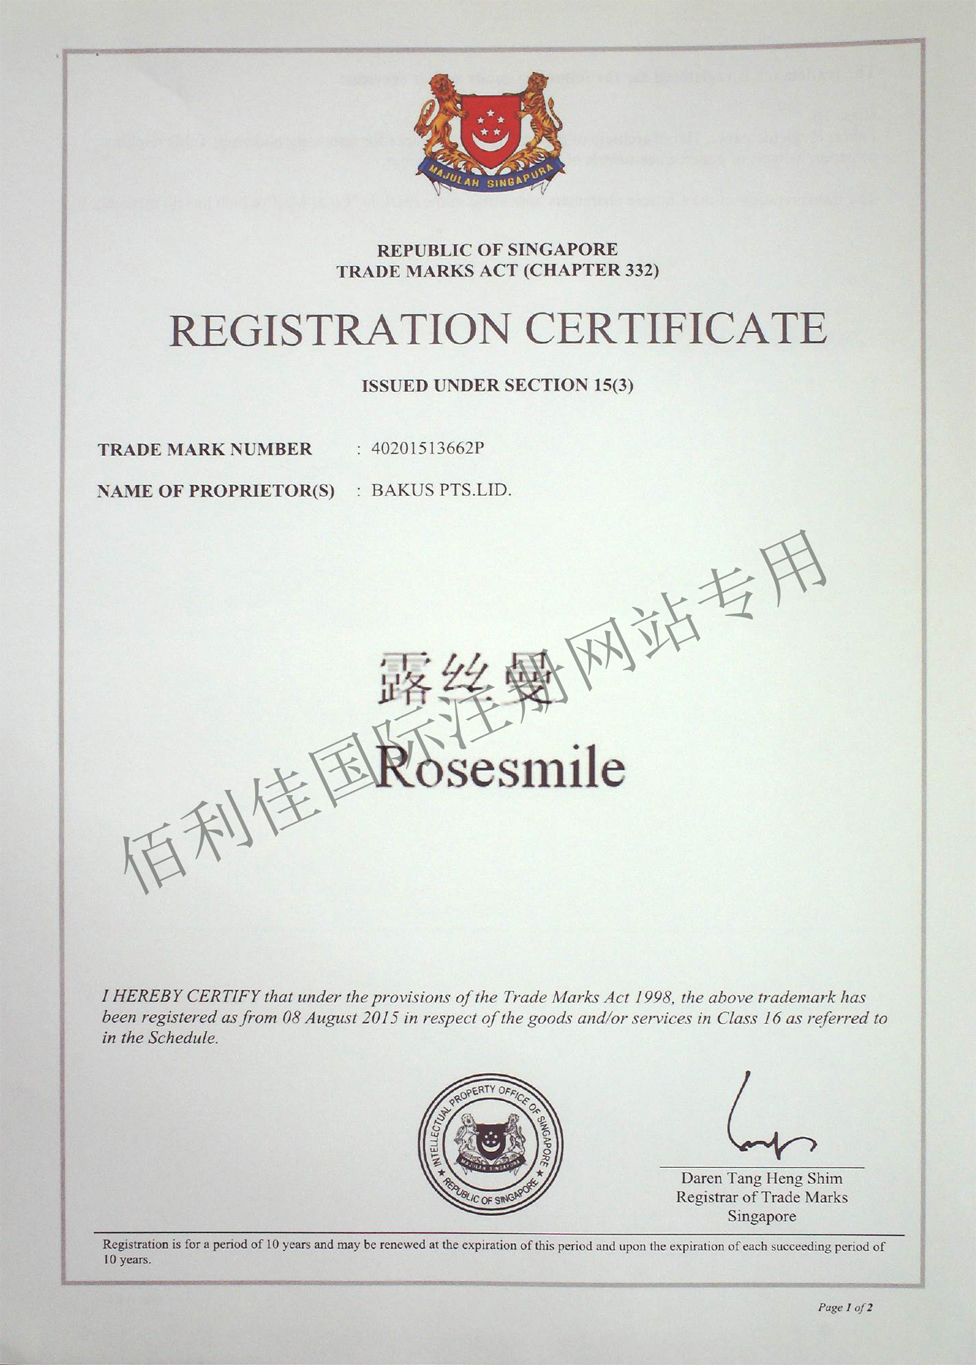 MAJULAH SINGAPURA
REPUBLIC OF SINGAPORE
TRADE MARKS ACT (CHAPTER 332)
REGISTRATION CERTIFICATE
ISSUED UNDER SECTION 15(3)
TRADE MARK NUMBER : 40201513662P
NAME OF PROPRIETOR(S) : BAKUS PTS.LID.
露丝曼
Rosesmile
佰利佳国际注册网站专用
I HEREBY CERTIFY that under the provisions of the Trade Marks Act 1998, the above trademark has
been registered as from 08 August 2015 in respect of the goods and/or services in Class 16 as referred to
in the Schedule.
INTELLECTUAL PROPERTY OFFICE OF SINGAPORE
MAJULAH SINGAPURA
REPUBLIC OF SINGAPORE
Daren Tang Heng Shim
Registrar of Trade Marks
Singapore
Registration is for a period of 10 years and may be renewed at the expiration of this period and upon the expiration of each succeeding period of
10 years.
Page 1 of 2